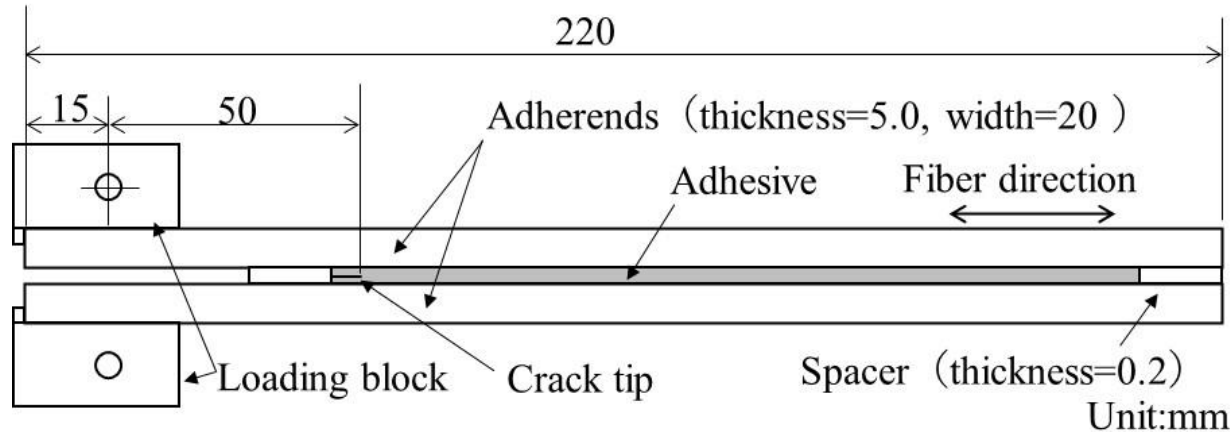 220
15
50
Adherends（thickness=5.0, width=20 ）
Adhesive
Fiber direction
Loading block
Crack tip
Spacer（thickness=0.2）
Unit:mm